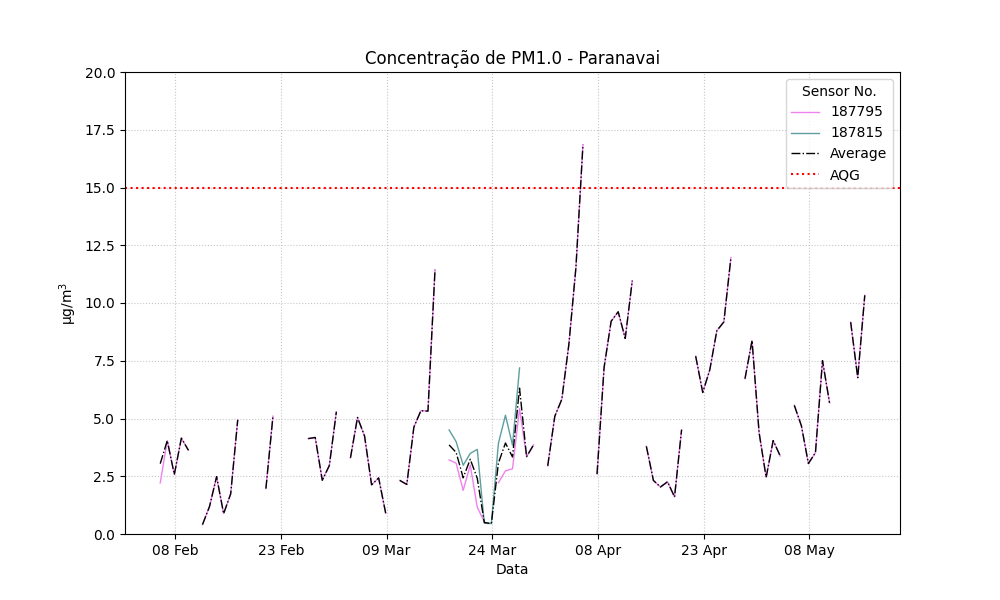 Concentração de PM1.0 - Paranavai
20.0
17.5
15.0
12.5
10.0
7.5
5.0
2.5
0.0
µg/m³
Sensor No.
187795
187815
Average
AQG
08 Feb
23 Feb
09 Mar
24 Mar
08 Apr
23 Apr
08 May
Data